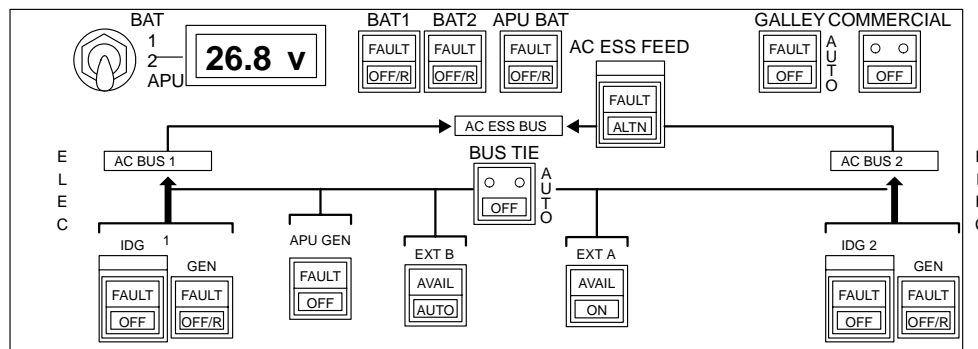 BAT
1
2
APU
26.8 v
BAT1
FAULT
OFF/R
BAT2
FAULT
OFF/R
APU BAT
FAULT
OFF/R
AC ESS FEED
FAULT
ALTN
GALLEY
FAULT
OFF
AUTO
COMMERCIAL
OFF
AC ESS BUS
ELEC
AC BUS 1
BUS TIE
OFF
AUTO
AC BUS 2
IDG 1
FAULT
OFF
GEN
FAULT
OFF/R
APU GEN
FAULT
OFF
EXT B
AVAIL
AUTO
EXT A
AVAIL
ON
IDG 2
FAULT
OFF
GEN
FAULT
OFF/R